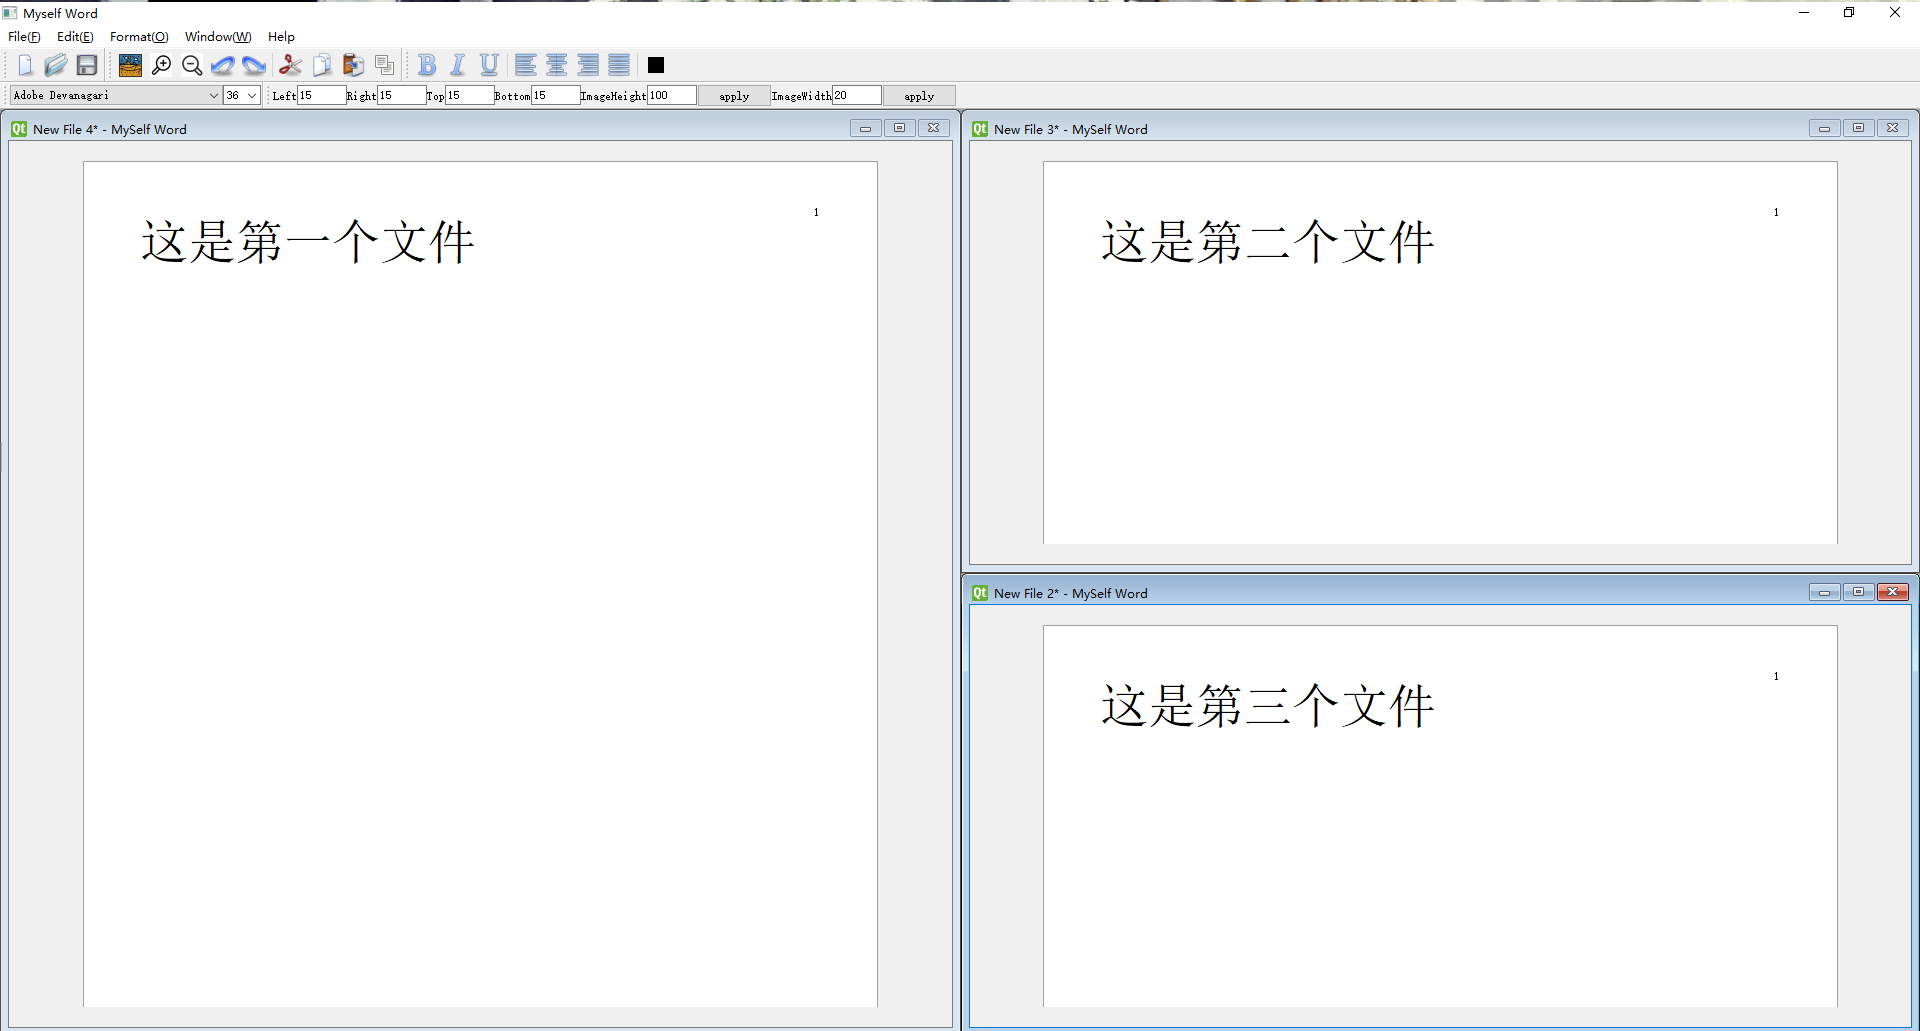 Myself Word
File(F) Edit(E) Format(O) Window(W) Help
B I U
Adobe Devanagari 36 Left 15 Right 15 Top 15 Bottom 15 ImageHeight 100 apply ImageWidth 20 apply
Qt New File 4* - MySelf Word
1
这是第一个文件
Qt New File 3* - MySelf Word
1
这是第二个文件
Qt New File 2* - MySelf Word
1
这是第三个文件